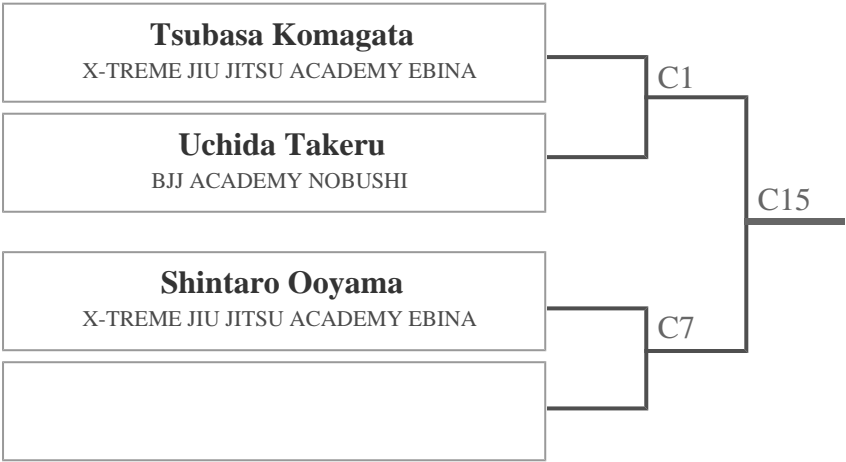 Tsubasa Komagata
X-TREME JIU JITSU ACADEMY EBINA
C1
Uchida Takeru
BJJ ACADEMY NOBUSHI
C15
Shintaro Ooyama
X-TREME JIU JITSU ACADEMY EBINA
C7